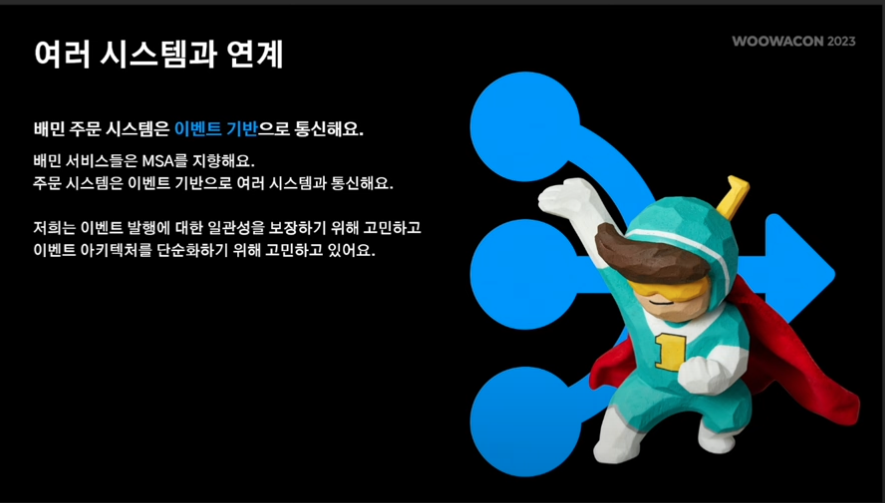 여러 시스템과 연계
WOOWACON 2023
배민 주문 시스템은 이벤트 기반으로 통신해요.
배민 서비스들은 MSA를 지향해요.
주문 시스템은 이벤트 기반으로 여러 시스템과 통신해요.
저희는 이벤트 발행에 대한 일관성을 보장하기 위해 고민하고
이벤트 아키텍처를 단순화하기 위해 고민하고 있어요.
1
1